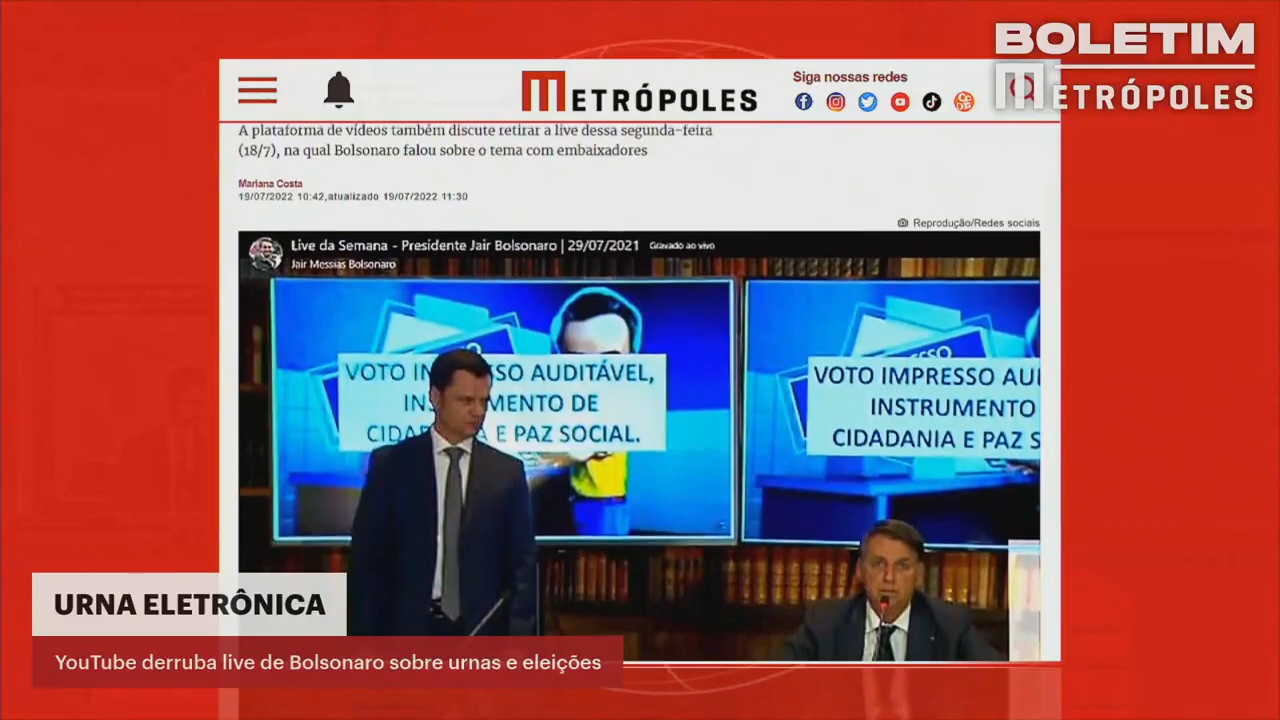 BOLETIM
METRÓPOLES
METRÓPOLES
Siga nossas redes
A plataforma de vídeos também discute retirar a live dessa segunda-feira
(18/7), na qual Bolsonaro falou sobre o tema com embaixadores
Mariana Costa
19/07/2022 10:42,atualizado 19/07/2022 11:30
Reprodução/Redes sociais
Live da Semana - Presidente Jair Bolsonaro | 29/07/2021 Gravado ao vivo
Jair Messias Bolsonaro
VOTO IN SSO AUDITÁVEL,
INS MENTO DE
CIDA A E PAZ SOCIAL.
VOTO IMPRESSO AUI
INSTRUMENTO
CIDADANIA E PAZ S
URNA ELETRÔNICA
YouTube derruba live de Bolsonaro sobre urnas e eleições